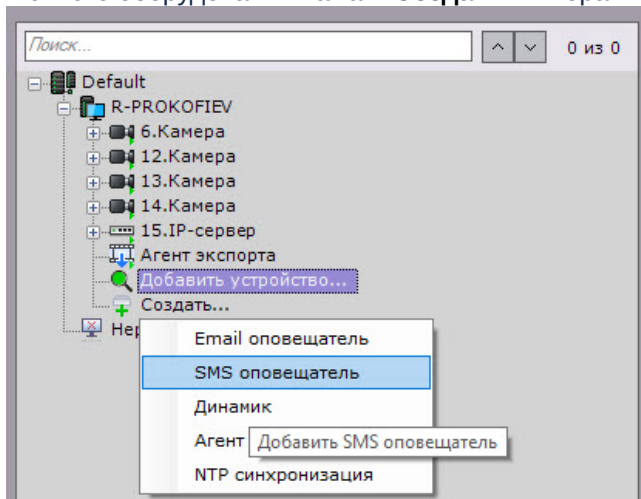 Поиск...
0 из 0
Default
R-PROKOFIEV
6.Камера
12.Камера
13.Камера
14.Камера
15.IP-сервер
Агент экспорта
Добавить устройство...
Создать...
Email оповещатель
SMS оповещатель
Динамик
Агент
Добавить SMS оповещатель
NTP синхронизация